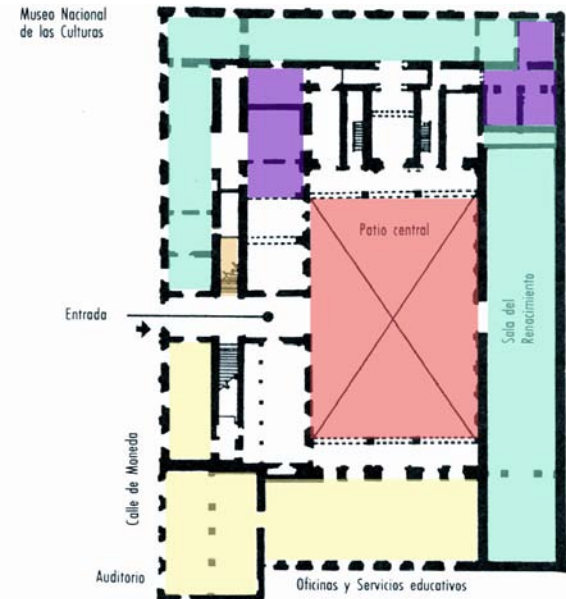 Museo Nacional
de las Culturas
Patio central
Entrada
Sala del
Renacimiento
Calle de Moneda
Auditorio
Oficinas y Servicios educativos